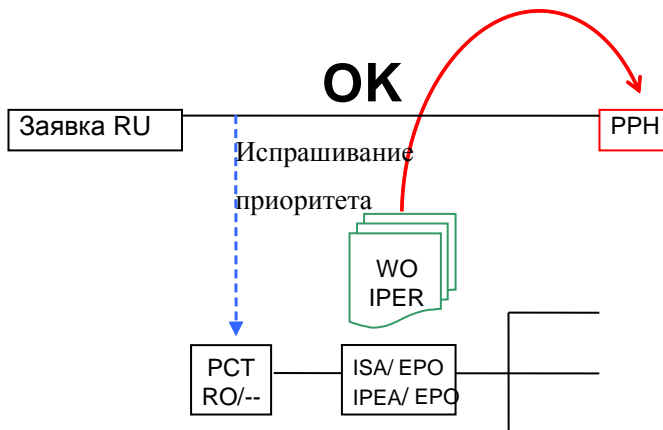 OK
Заявка RU
PPH
Испрашивание
приоритета
WO
IPER
PCT
RO/--
ISA/ EPO
IPEA/ EPO